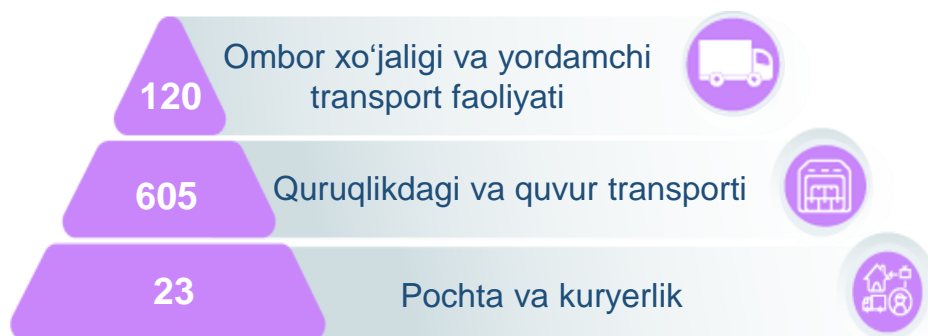 120
Ombor xo‘jaligi va yordamchi
transport faoliyati
605
Quruqlikdagi va quvur transporti
23
Pochta va kuryerlik